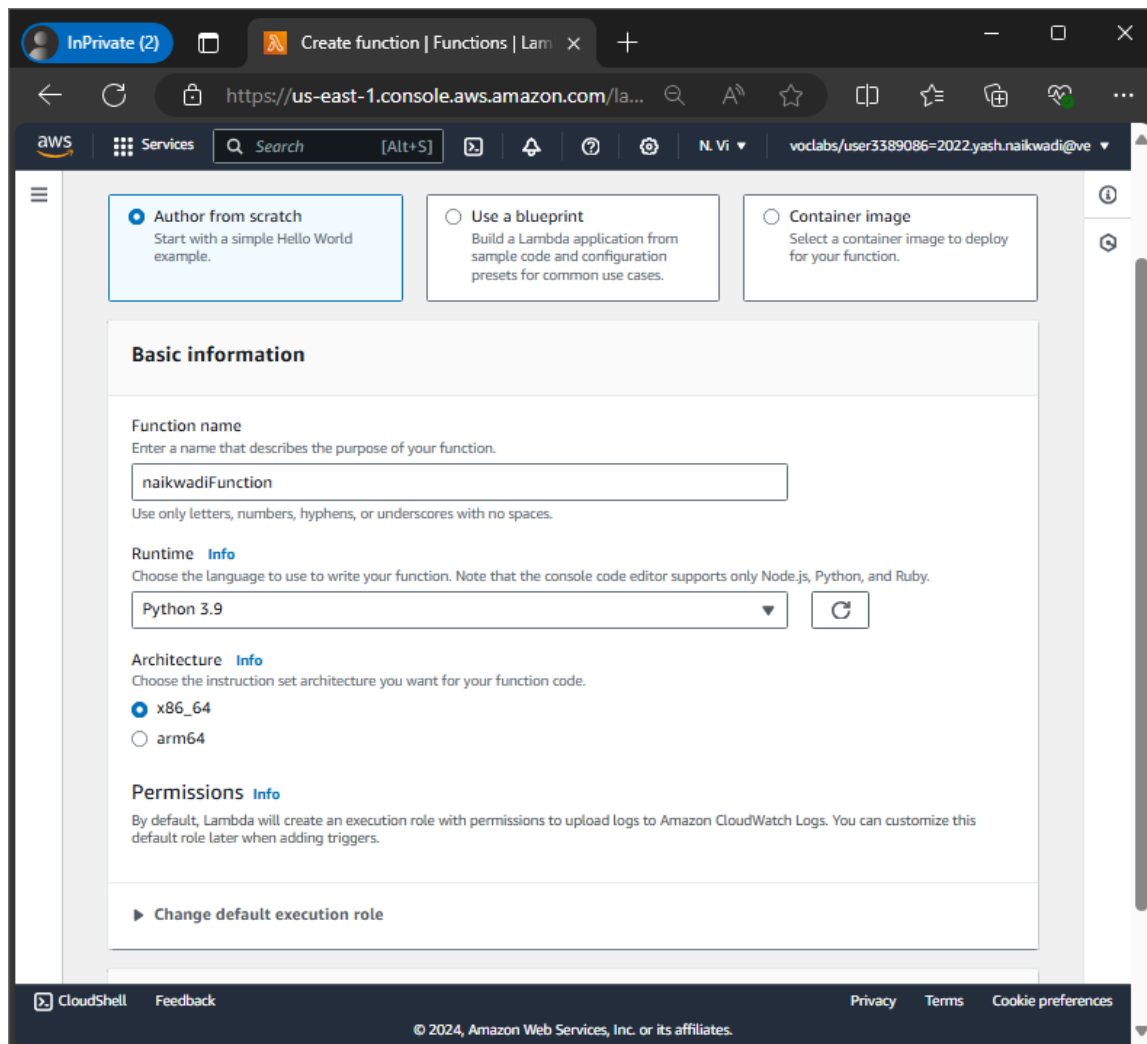 InPrivate (2)
Create function | Functions | Lam
https://us-east-1.console.aws.amazon.com/la...
aws
Services
Search [Alt+S]
N. Vi
voclabs/user3389086=2022.yash.naikwadi@ve
Author from scratch
Start with a simple Hello World
example.
Use a blueprint
Build a Lambda application from
sample code and configuration
presets for common use cases.
Container image
Select a container image to deploy
for your function.
Basic information
Function name
Enter a name that describes the purpose of your function.
naikwadiFunction
Use only letters, numbers, hyphens, or underscores with no spaces.
Runtime Info
Choose the language to use to write your function. Note that the console code editor supports only Node.js, Python, and Ruby.
Python 3.9
Architecture Info
Choose the instruction set architecture you want for your function code.
x86_64
arm64
Permissions Info
By default, Lambda will create an execution role with permissions to upload logs to Amazon CloudWatch Logs. You can customize this
default role later when adding triggers.
Change default execution role
CloudShell Feedback Privacy Terms Cookie preferences
© 2024, Amazon Web Services, Inc. or its affiliates.